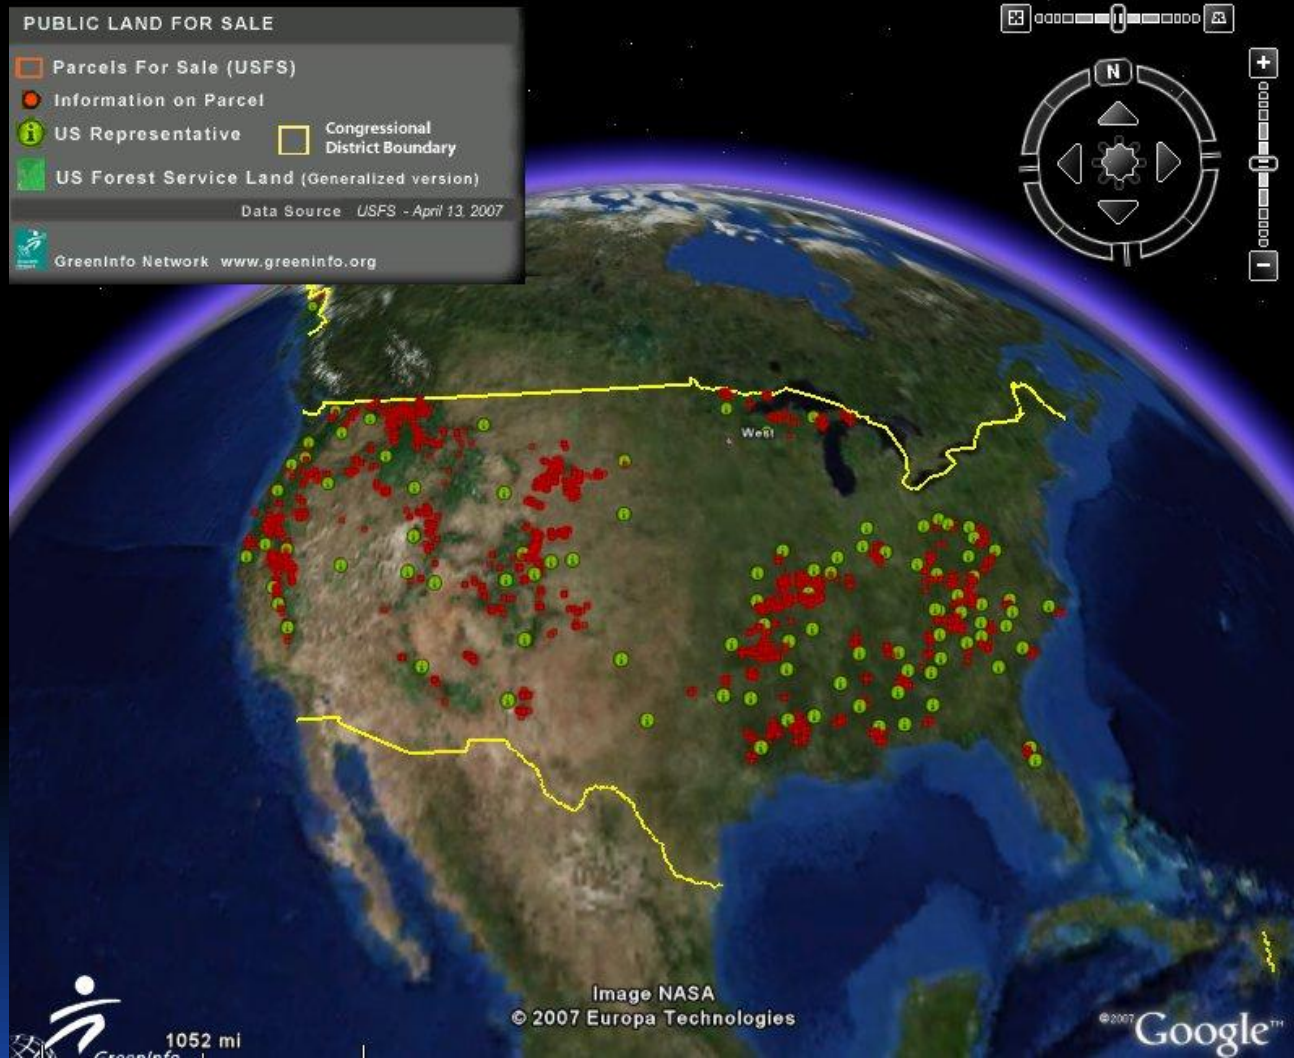 PUBLIC LAND FOR SALE
Parcels For Sale (USFS)
Information on Parcel
US Representative
Congressional
District Boundary
US Forest Service Land (Generalized version)
Data Source USFS - April 13, 2007
GreenInfo Network www.greeninfo.org
N
West
Image NASA
© 2007 Europa Technologies
©2007 Google™
1052 mi
GreenInfo